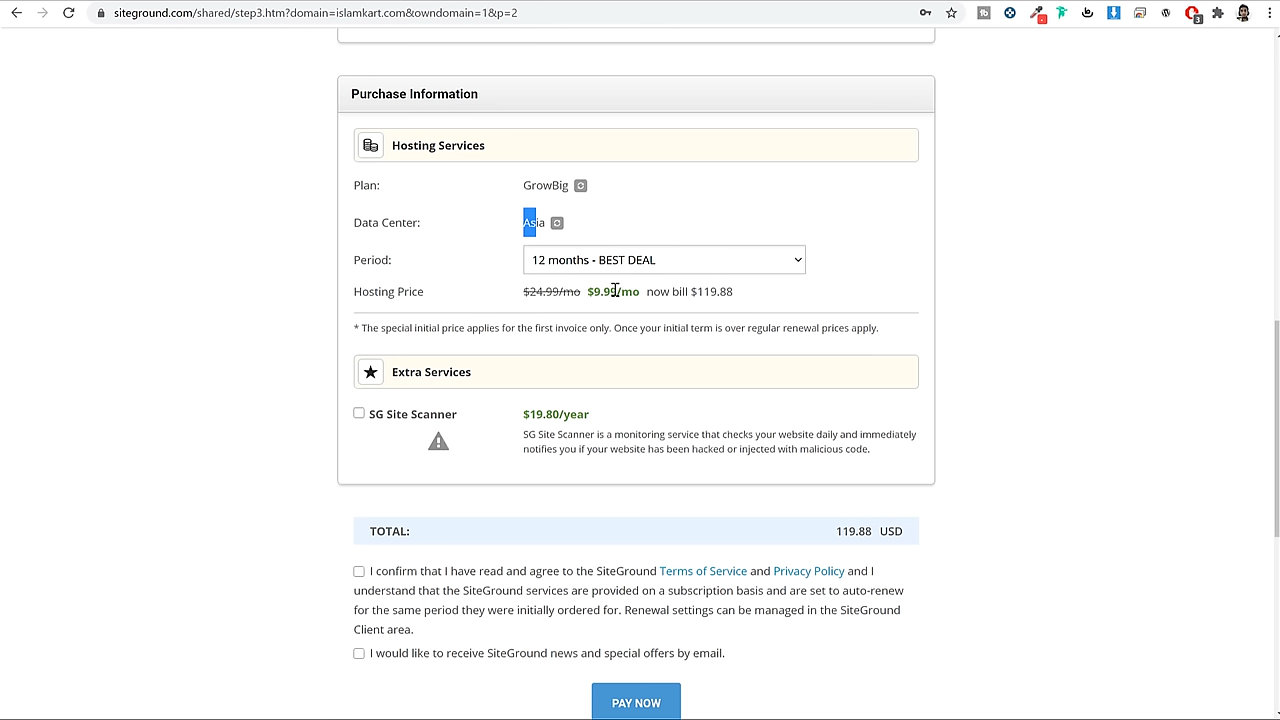 siteground.com/shared/step3.htm?domain=islamkart.com&owndomain=1&p=2
3
Purchase Information
Hosting Services
Plan: GrowBig
Data Center: Asia
Period: 12 months - BEST DEAL
Hosting Price $24.99/mo $9.99/mo now bill $119.88
* The special initial price applies for the first invoice only. Once your initial term is over regular renewal prices apply.
Extra Services
SG Site Scanner $19.80/year
SG Site Scanner is a monitoring service that checks your website daily and immediately
notifies you if your website has been hacked or injected with malicious code.
TOTAL: 119.88 USD
I confirm that I have read and agree to the SiteGround Terms of Service and Privacy Policy and I
understand that the SiteGround services are provided on a subscription basis and are set to auto-renew
for the same period they were initially ordered for. Renewal settings can be managed in the SiteGround
Client area.
I would like to receive SiteGround news and special offers by email.
PAY NOW